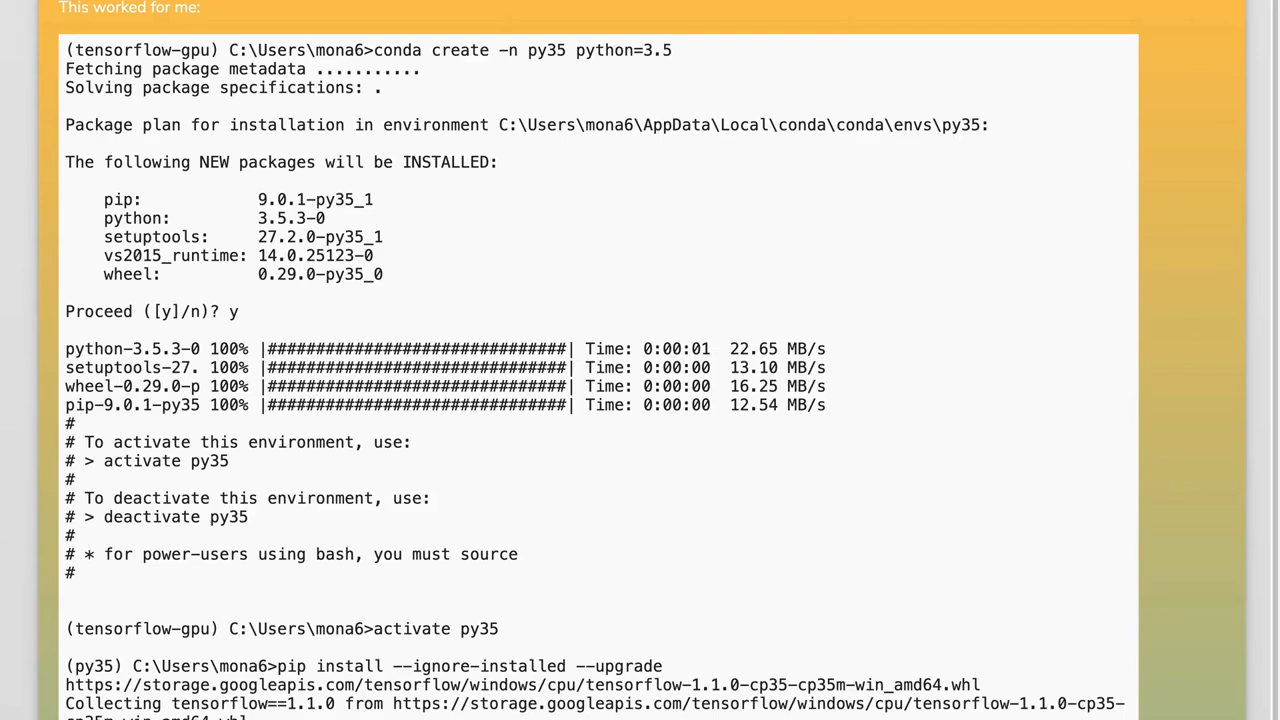 This worked for me:
(tensorflow-gpu) C:\Users\mona6>conda create -n py35 python=3.5
Fetching package metadata ...........
Solving package specifications: .
Package plan for installation in environment C:\Users\mona6\AppData\Local\conda\conda\envs\py35:
The following NEW packages will be INSTALLED:
    pip:            9.0.1-py35_1
    python:         3.5.3-0
    setuptools:     27.2.0-py35_1
    vs2015_runtime: 14.0.25123-0
    wheel:          0.29.0-py35_0
Proceed ([y]/n)? y
python-3.5.3-0 100% |###############################| Time: 0:00:01  22.65 MB/s
setuptools-27. 100% |###############################| Time: 0:00:00  13.10 MB/s
wheel-0.29.0-p 100% |###############################| Time: 0:00:00  16.25 MB/s
pip-9.0.1-py35 100% |###############################| Time: 0:00:00  12.54 MB/s
#
# To activate this environment, use:
# > activate py35
#
# To deactivate this environment, use:
# > deactivate py35
#
# * for power-users using bash, you must source
#
(tensorflow-gpu) C:\Users\mona6>activate py35
(py35) C:\Users\mona6>pip install --ignore-installed --upgrade
https://storage.googleapis.com/tensorflow/windows/cpu/tensorflow-1.1.0-cp35-cp35m-win_amd64.whl
Collecting tensorflow==1.1.0 from https://storage.googleapis.com/tensorflow/windows/cpu/tensorflow-1.1.0-cp35-
cp35m-win_amd64.whl